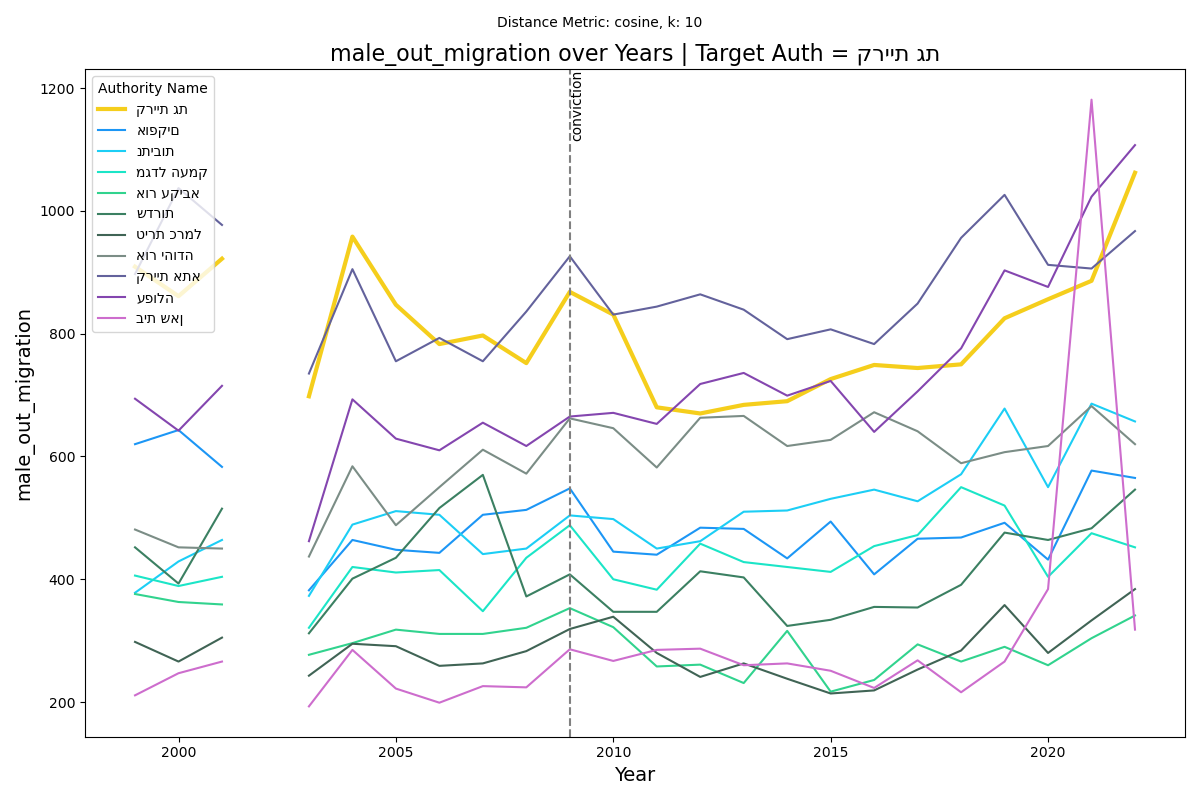 Distance Metric: cosine, k: 10
male_out_migration over Years | Target Auth = קריית גת
Authority Name
קריית גת
אופקים
נתיבות
מגדל העמק
אור עקיבא
שדרות
טירת כרמל
אור יהודה
קריית אתא
עפולה
בית שאן
conviction
male_out_migration
1200
1000
800
600
400
200
2000
2005
2010
2015
2020
Year